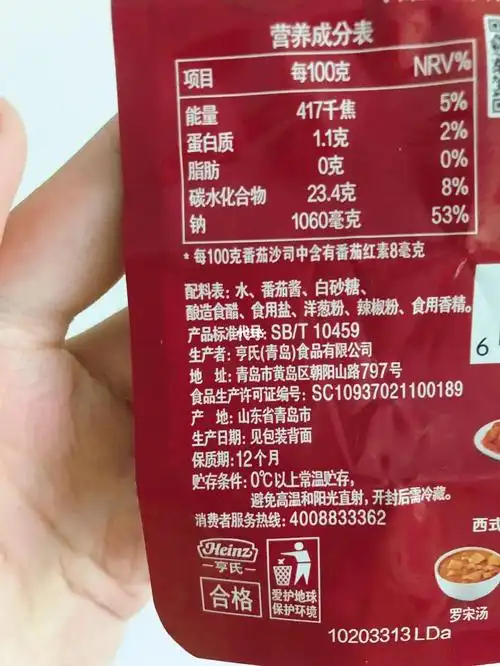 营养成分表
项目 每100克 NRV%
能量 417千焦 5%
蛋白质 1.1克 2%
脂肪 0克 0%
碳水化合物 23.4克 8%
钠 1060毫克 53%
* 每100克番茄沙司中含有番茄红素8毫克
配料表: 水、番茄酱、白砂糖、
酿造食醋、食用盐、洋葱粉、辣椒粉、食用香精。
产品标准代号: SB/T 10459
生产者: 亨氏(青岛)食品有限公司
地 址: 青岛市黄岛区朝阳山路797号
食品生产许可证编号: SC10937021100189
产 地: 山东省青岛市
生产日期: 见包装背面
保质期:12个月
贮存条件: 0℃以上常温贮存,
避免高温和阳光直射,开封后需冷藏。
消费者服务热线: 4008833362
Heinz
亨氏
合格
爱护地球
保护环境
6
西式
罗宋汤
10203313 LDa